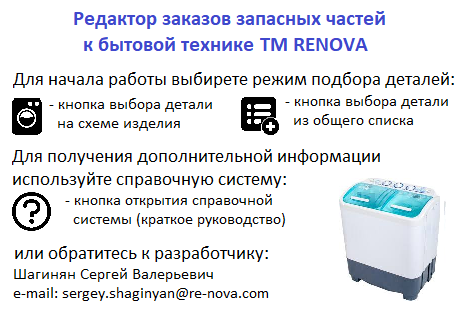 Редактор заказов запасных частей
к бытовой технике ТМ RENOVA
Для начала работы выбирете режим подбора деталей:
- кнопка выбора детали
на схеме изделия
- кнопка выбора детали
из общего списка
Для получения дополнительной информации
используйте справочную систему:
- кнопка открытия справочной
системы (краткое руководство)
или обратитесь к разработчику:
Шагинян Сергей Валерьевич
e-mail: sergey.shaginyan@re-nova.com